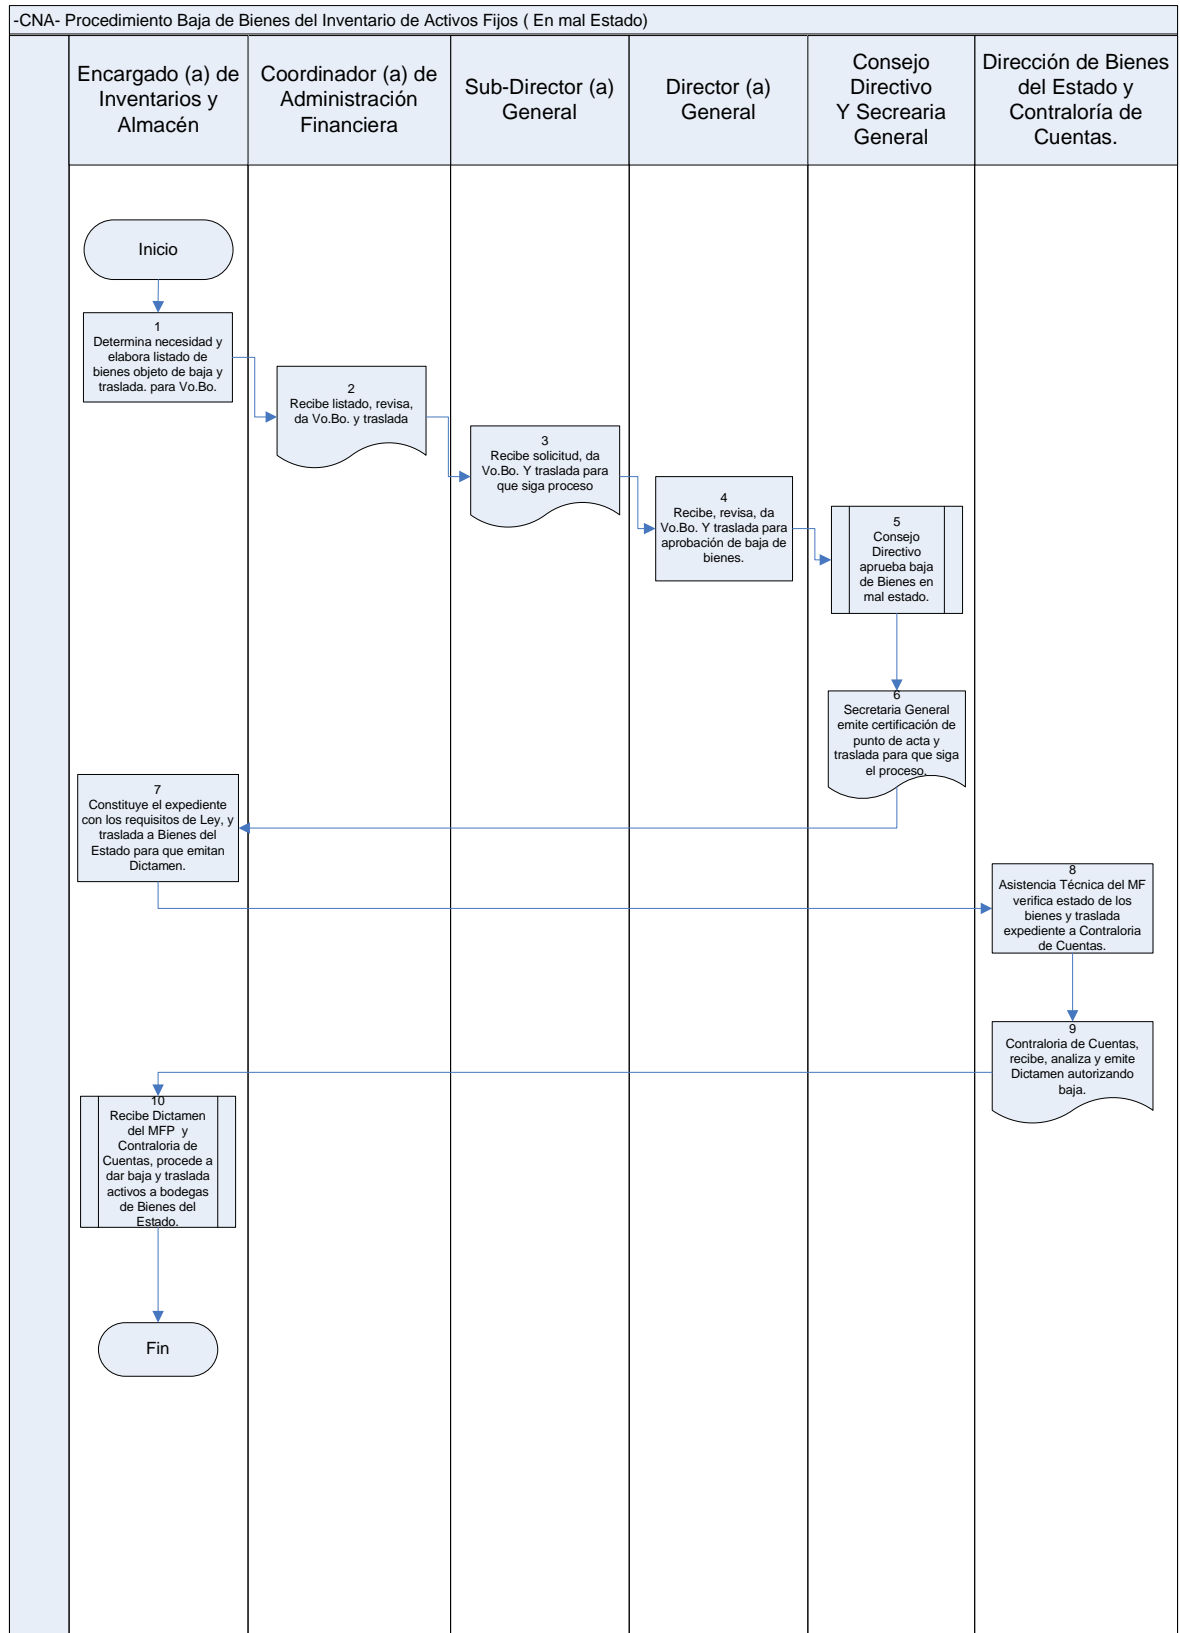 -CNA- Procedimiento Baja de Bienes del Inventario de Activos Fijos ( En mal Estado)
Encargado (a) de
Inventarios y
Almacén
Coordinador (a) de
Administración
Financiera
Sub-Director (a)
General
Director (a)
General
Consejo
Directivo
Y Secrearia
General
Dirección de Bienes
del Estado y
Contraloría de
Cuentas.
Inicio
1
Determina necesidad y
elabora listado de
bienes objeto de baja y
traslada. para Vo.Bo.
2
Recibe listado, revisa,
da Vo.Bo. y traslada
3
Recibe solicitud, da
Vo.Bo. Y traslada para
que siga proceso
4
Recibe, revisa, da
Vo.Bo. Y traslada para
aprobación de baja de
bienes.
5
Consejo
Directivo
aprueba baja
de Bienes en
mal estado.
6
Secretaria General
emite certificación de
punto de acta y
traslada para que siga
el proceso.
7
Constituye el expediente
con los requisitos de Ley, y
traslada a Bienes del
Estado para que emitan
Dictamen.
8
Asistencia Técnica del MF
verifica estado de los
bienes y traslada
expediente a Contraloria
de Cuentas.
9
Contraloria de Cuentas,
recibe, analiza y emite
Dictamen autorizando
baja.
10
Recibe Dictamen
del MFP y
Contraloria de
Cuentas, procede a
dar baja y traslada
activos a bodegas
de Bienes del
Estado.
Fin